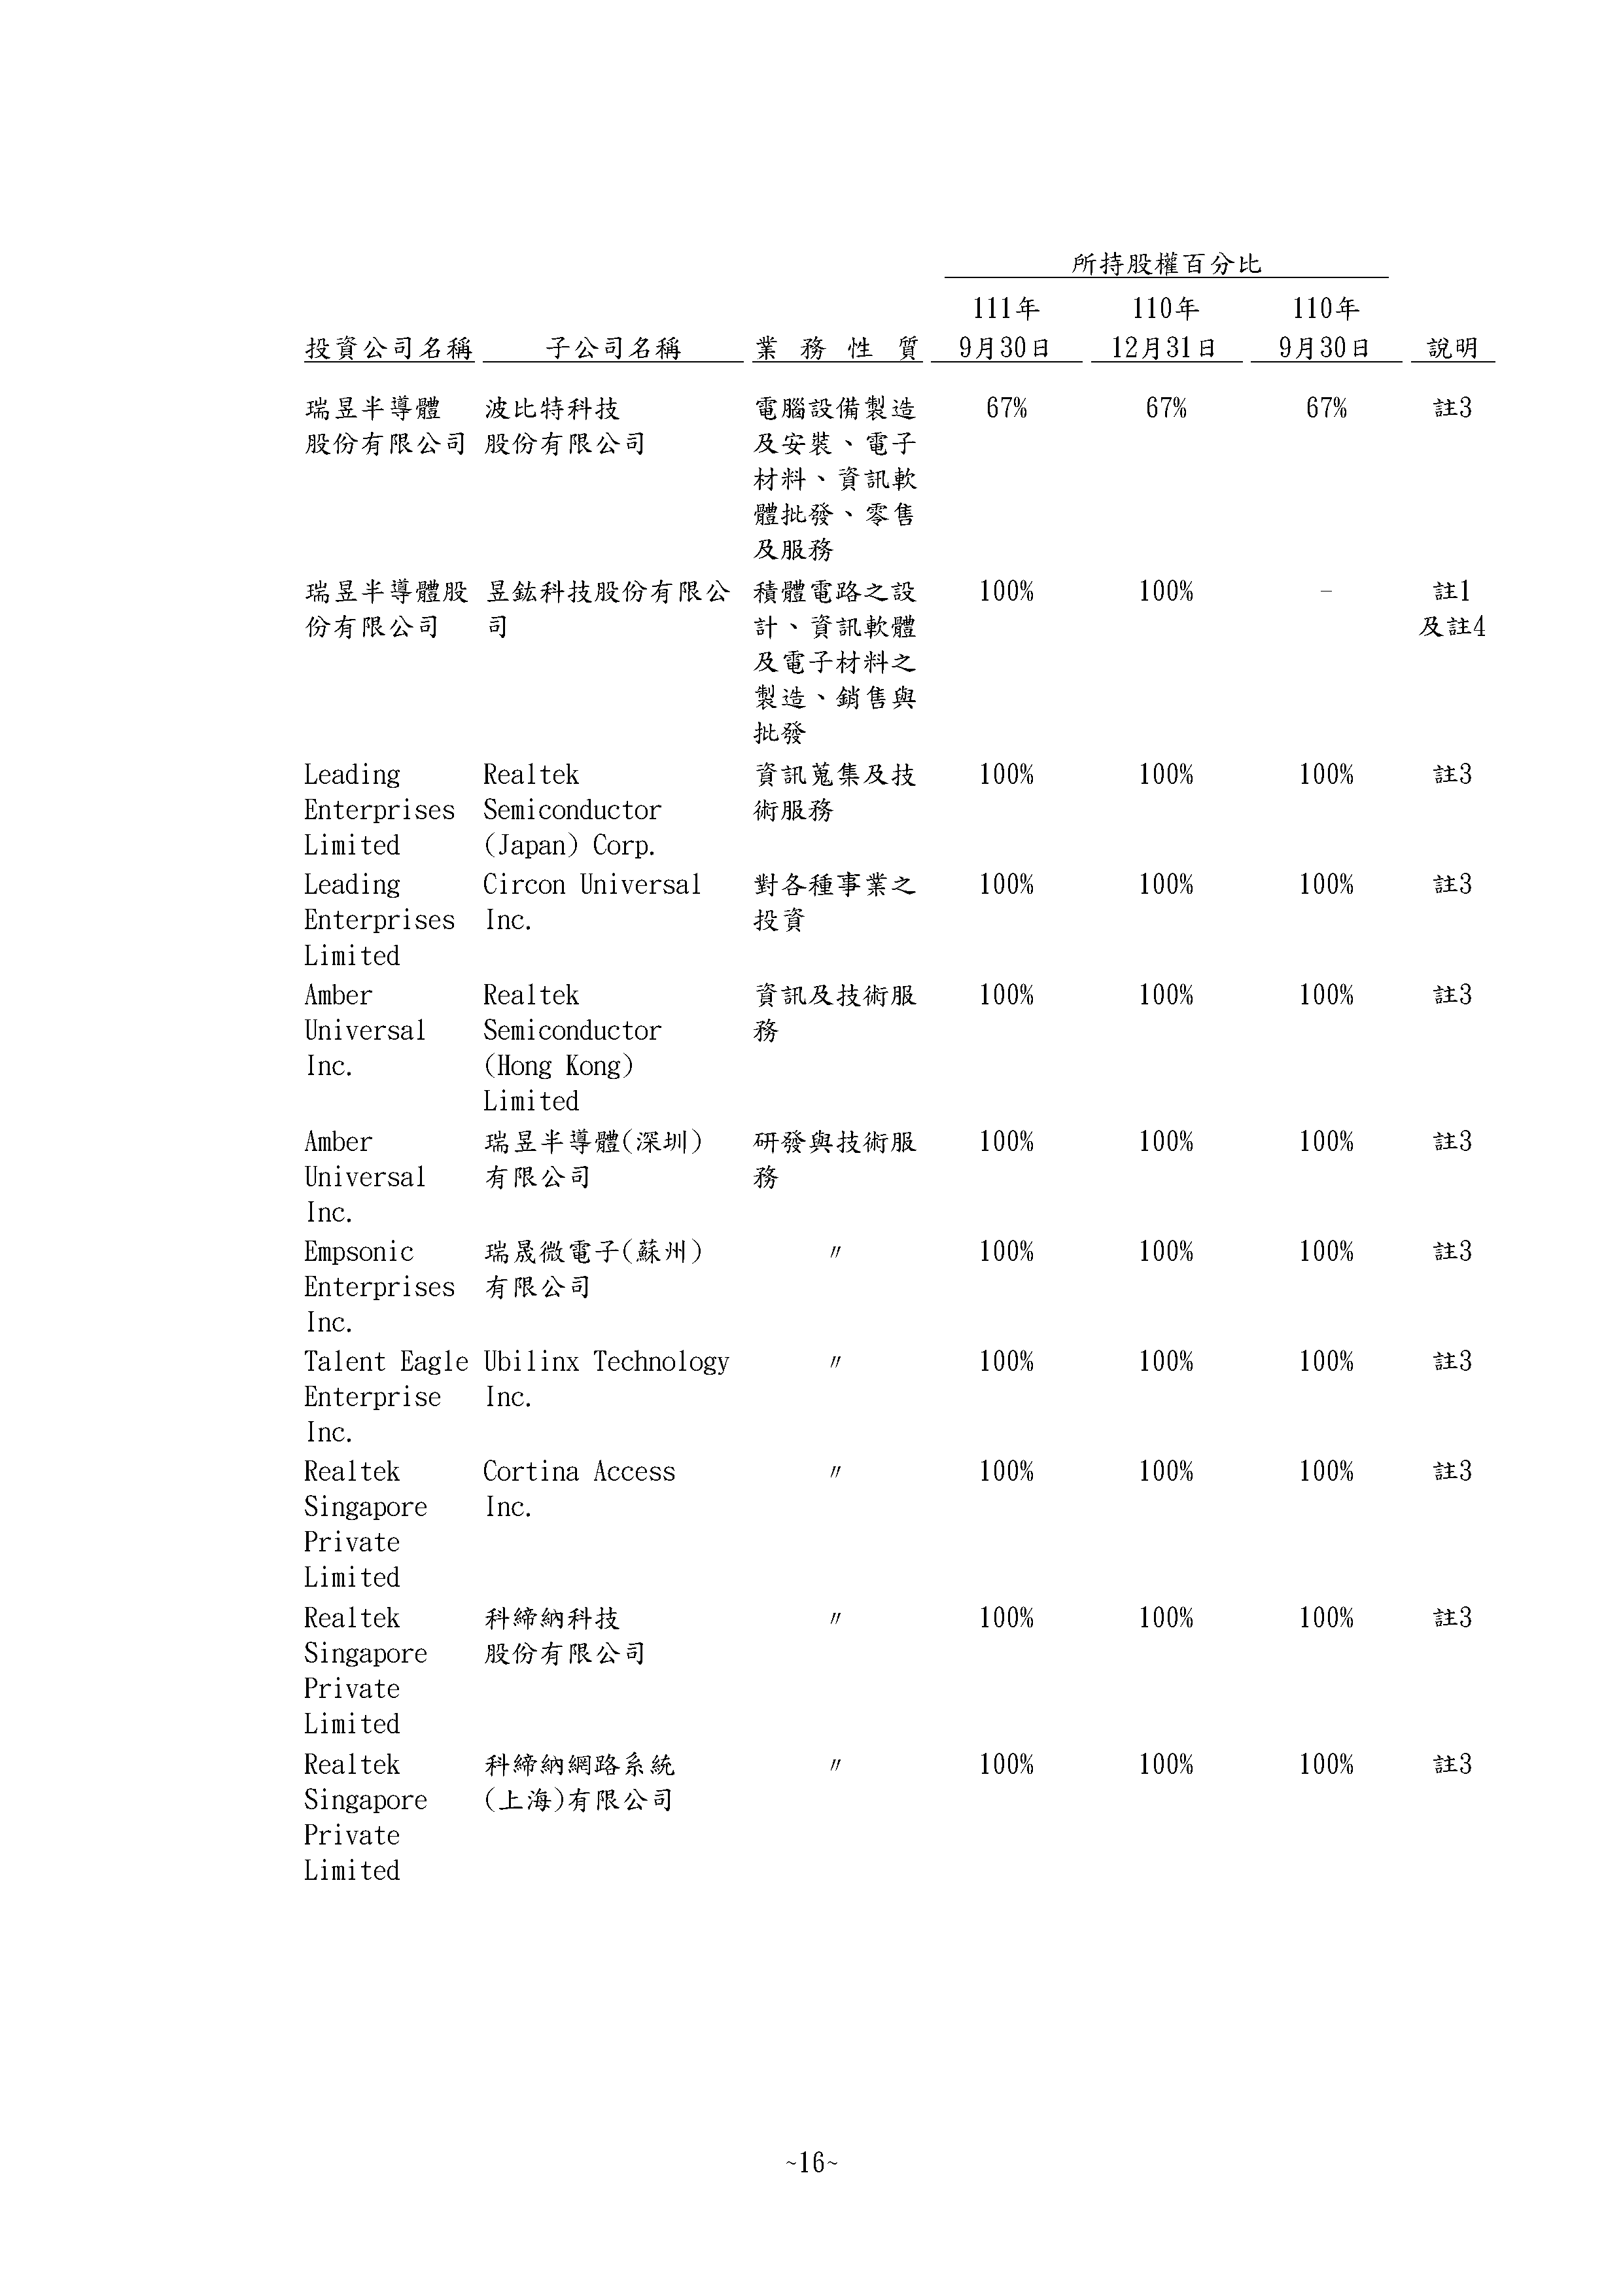 所持股權百分比
111年 110年 110年
投資公司名稱 子公司名稱 業務性質 9月30日 12月31日 9月30日 說明
瑞昱半導體 波比特科技 電腦設備製造 67% 67% 67% 註3
股份有限公司 股份有限公司 及安裝、電子
材料、資訊軟
體批發、零售
及服務
瑞昱半導體股 昱鈜科技股份有限公 積體電路之設 100% 100% - 註1
份有限公司 司 計、資訊軟體 及註4
及電子材料之
製造、銷售與
批發
Leading Realtek 資訊蒐集及技 100% 100% 100% 註3
Enterprises Semiconductor 術服務
Limited (Japan) Corp.
Leading Circon Universal 對各種事業之 100% 100% 100% 註3
Enterprises Inc. 投資
Limited
Amber Realtek 資訊及技術服 100% 100% 100% 註3
Universal Semiconductor 務
Inc. (Hong Kong)
Limited
Amber 瑞昱半導體(深圳) 研發與技術服 100% 100% 100% 註3
Universal 有限公司 務
Inc.
Empsonic 瑞晟微電子(蘇州) 〃 100% 100% 100% 註3
Enterprises 有限公司
Inc.
Talent Eagle Ubilinx Technology 〃 100% 100% 100% 註3
Enterprise Inc.
Inc.
Realtek Cortina Access 〃 100% 100% 100% 註3
Singapore Inc.
Private
Limited
Realtek 科締納科技 〃 100% 100% 100% 註3
Singapore 股份有限公司
Private
Limited
Realtek 科締納網路系統 〃 100% 100% 100% 註3
Singapore (上海)有限公司
Private
Limited
~16~